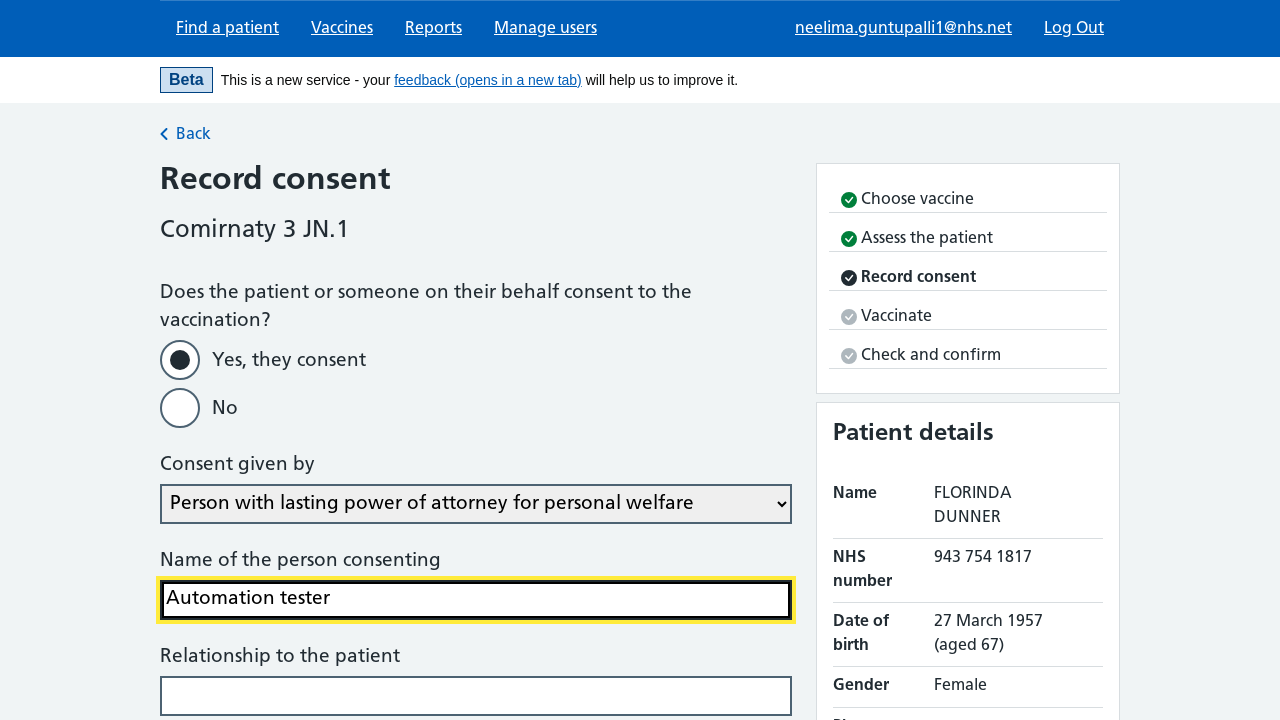 Find a patient
Vaccines
Reports
Manage users
neelima.guntupalli1@nhs.net
Log Out
Beta
This is a new service - your feedback (opens in a new tab) will help us to improve it.
Back
Record consent
Comirnaty 3 JN.1
Does the patient or someone on their behalf consent to the
vaccination?
Yes, they consent
No
Consent given by
Person with lasting power of attorney for personal welfare
Name of the person consenting
Automation tester
Relationship to the patient
Choose vaccine
Assess the patient
Record consent
Vaccinate
Check and confirm
Patient details
Name FLORINDA
DUNNER
NHS 943 754 1817
number
Date of 27 March 1957
birth (aged 67)
Gender Female